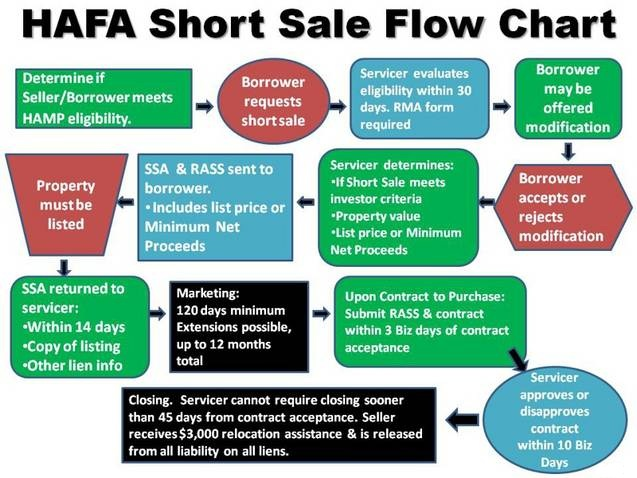 HAFA Short Sale Flow Chart
Determine if
Seller/Borrower meets
HAMP eligibility.
Borrower
requests
short sale
Servicer evaluates
eligibility within 30
days. RMA form
required
Borrower
may be
offered
modification
Borrower
accepts or
rejects
modification
Servicer determines:
•If Short Sale meets
investor criteria
•Property value
•List price or Minimum
Net Proceeds
SSA & RASS sent to
borrower.
•Includes list price or
Minimum Net
Proceeds
Property
must be
listed
SSA returned to
servicer:
•Within 14 days
•Copy of listing
•Other lien info
Marketing:
120 days minimum
Extensions possible,
up to 12 months
total
Upon Contract to Purchase:
Submit RASS & contract
within 3 Biz days of contract
acceptance
Servicer
approves or
disapproves
contract
within 10 Biz
Days
Closing. Servicer cannot require closing sooner
than 45 days from contract acceptance. Seller
receives $3,000 relocation assistance & is released
from all liability on all liens.